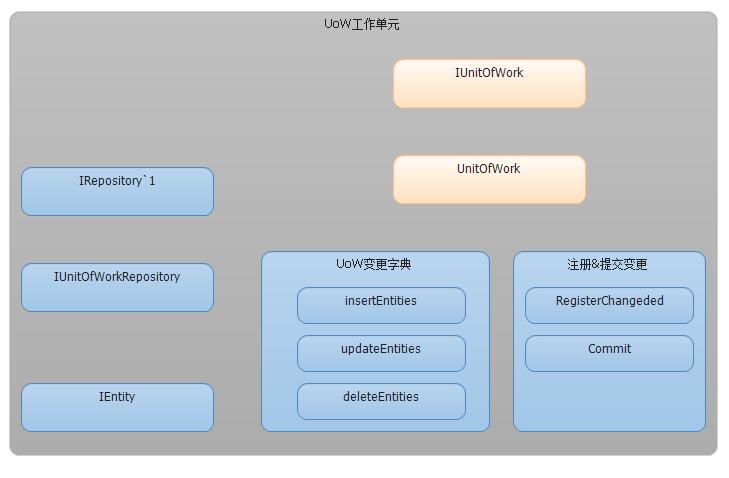 UoW工作单元
IUnitOfWork
UnitOfWork
IRepository`1
IUnitOfWorkRepository
IEntity
UoW变更字典
insertEntities
updateEntities
deleteEntities
注册&提交变更
RegisterChangeded
Commit